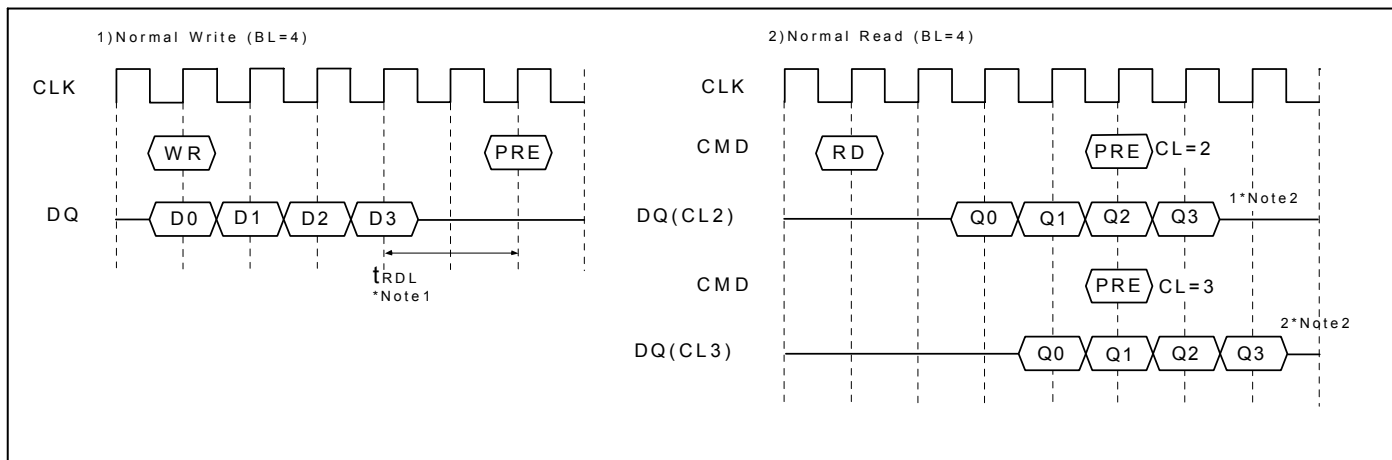 1)Normal Write (BL=4)
CLK
WR
PRE
DQ
D0 D1 D2 D3
tRDL
*Note1
2)Normal Read (BL=4)
CLK
CMD
RD
PRE CL=2
DQ(CL2)
Q0 Q1 Q2 Q3
1*Note2
CMD
PRE CL=3
DQ(CL3)
Q0 Q1 Q2 Q3
2*Note2